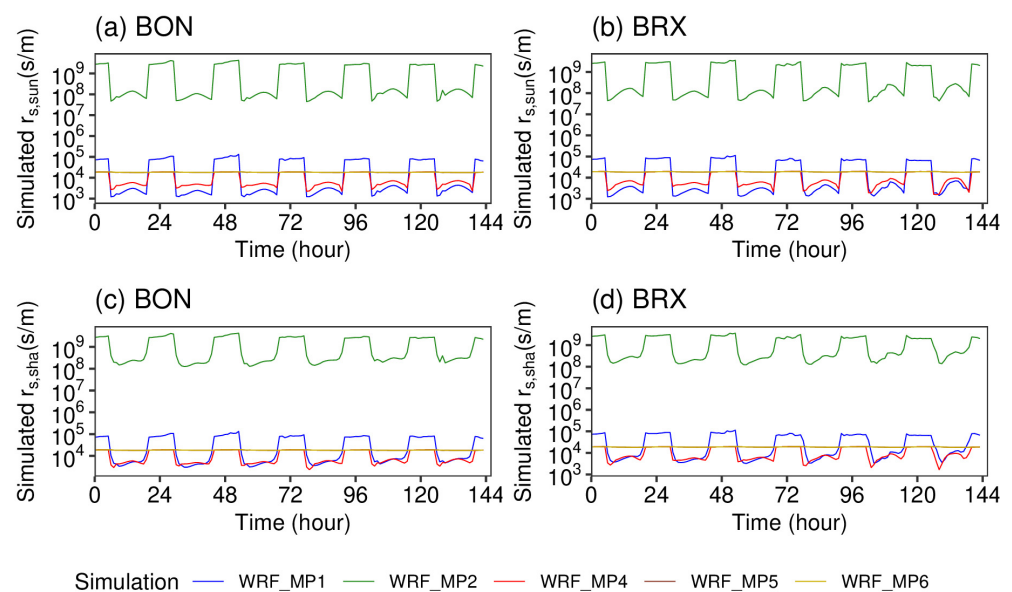 (a) BON
Simulated r_s,sun(s/m)
10^9
10^8
10^7
10^6
10^5
10^4
10^3
0 24 48 72 96 120 144
Time (hour)
(b) BRX
Simulated r_s,sun(s/m)
10^9
10^8
10^7
10^6
10^5
10^4
10^3
0 24 48 72 96 120 144
Time (hour)
(c) BON
Simulated r_s,sha(s/m)
10^9
10^8
10^7
10^6
10^5
10^4
0 24 48 72 96 120 144
Time (hour)
(d) BRX
Simulated r_s,sha(s/m)
10^9
10^8
10^7
10^6
10^5
10^4
10^3
0 24 48 72 96 120 144
Time (hour)
Simulation WRF_MP1 WRF_MP2 WRF_MP4 WRF_MP5 WRF_MP6